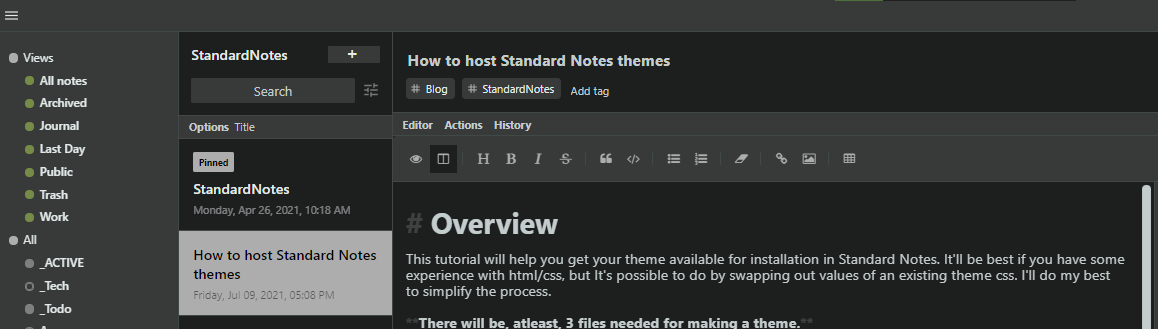 Views
All notes
Archived
Journal
Last Day
Public
Trash
Work
All
_ACTIVE
_Tech
_Todo
StandardNotes
+
Search
Options Title
Pinned
StandardNotes
Monday, Apr 26, 2021, 10:18 AM
How to host Standard Notes
themes
Friday, Jul 09, 2021, 05:08 PM
How to host Standard Notes themes
# Blog # StandardNotes Add tag
Editor Actions History
H B I S
# Overview
This tutorial will help you get your theme available for installation in Standard Notes. It'll be best if you have some
experience with html/css, but It's possible to do by swapping out values of an existing theme css. I'll do my best
to simplify the process.
**There will be, atleast, 3 files needed for making a theme.**